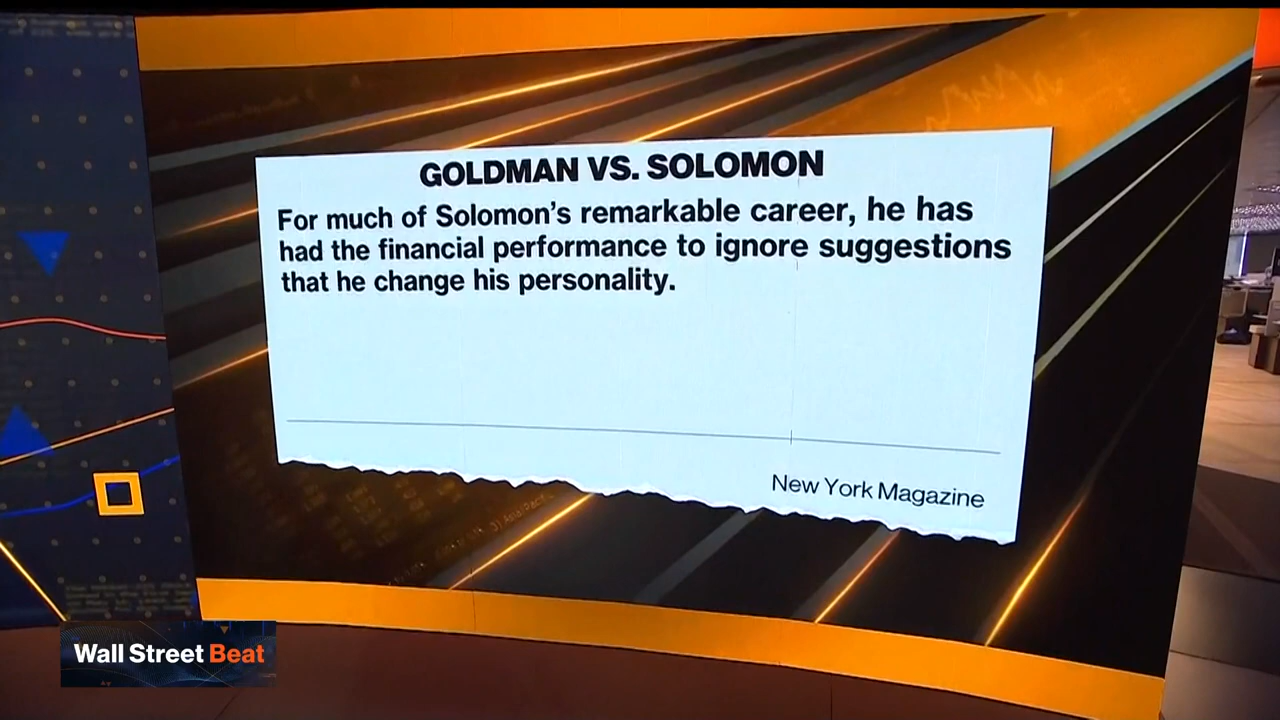 GOLDMAN VS. SOLOMON
For much of Solomon's remarkable career, he has
had the financial performance to ignore suggestions
that he change his personality.
New York Magazine
Wall Street Beat